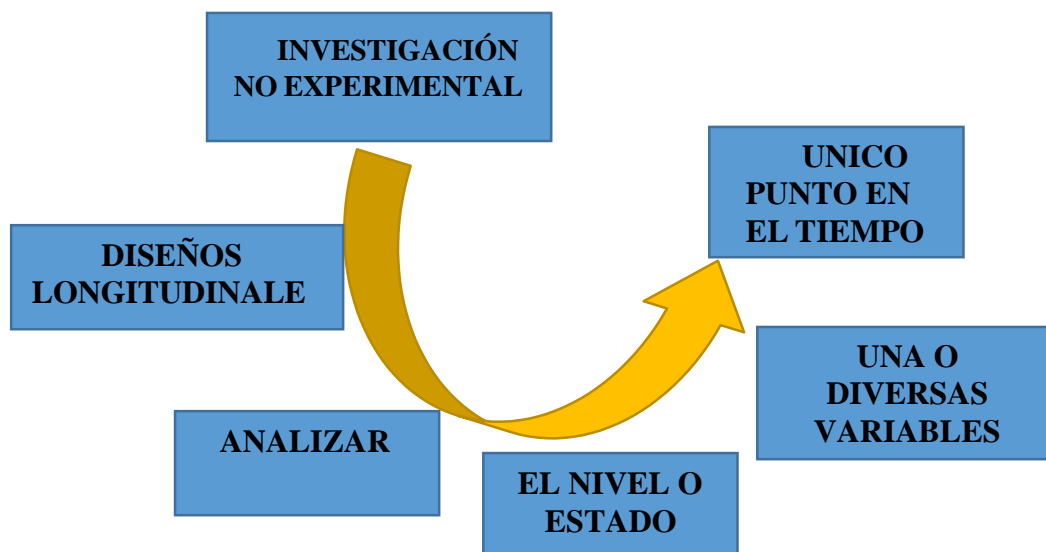 INVESTIGACIÓN
NO EXPERIMENTAL
DISEÑOS
LONGITUDINALE
ANALIZAR
EL NIVEL O
ESTADO
UNA O
DIVERSAS
VARIABLES
UNICO
PUNTO EN
EL TIEMPO